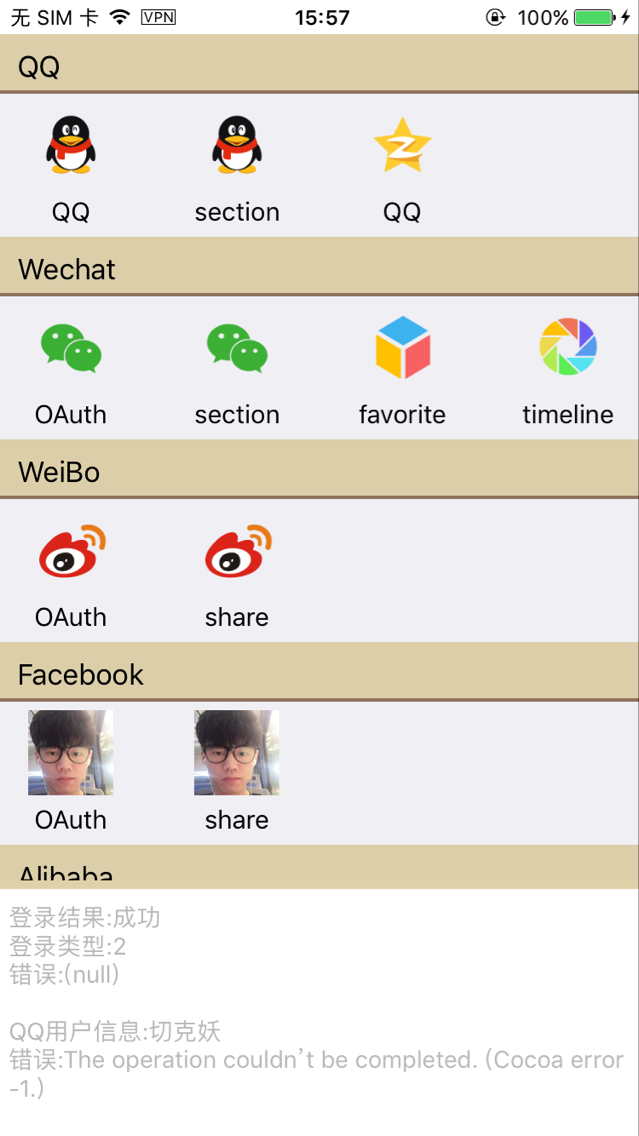 无 SIM 卡 VPN 15:57 100%
QQ
QQ section QQ
Wechat
OAuth section favorite timeline
WeiBo
OAuth share
Facebook
OAuth share
Alibaba
登录结果:成功
登录类型:2
错误:(null)
QQ用户信息:切克妖
错误:The operation couldn’t be completed. (Cocoa error
-1.)